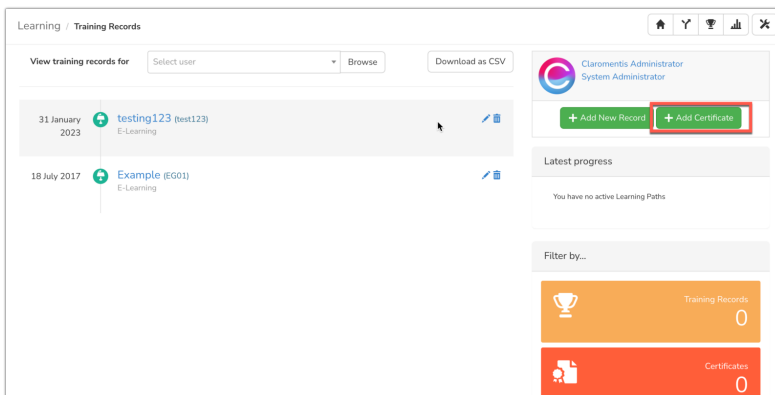 Learning / Training Records
View training records for
Select user
Browse
Download as CSV
31 January
2023
testing123 (test123)
E-Learning
18 July 2017
Example (EG01)
E-Learning
Claromentis Administrator
System Administrator
+ Add New Record
+ Add Certificate
Latest progress
You have no active Learning Paths
Filter by...
Training Records
0
Certificates
0